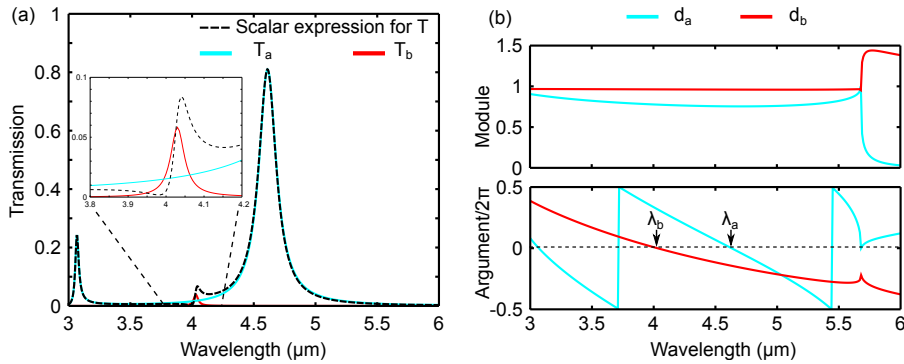 (a)
Scalar expression for T
T_a
T_b
Transmission
1
0.8
0.6
0.4
0.2
0
0.1
0.05
0
3.8
3.9
4
4.1
4.2
3
3.5
4
4.5
5
5.5
6
Wavelength (μm)
(b)
d_a
d_b
Module
1.5
1
0.5
0
Argument/2π
0.5
0
-0.5
λ_b
λ_a
3
3.5
4
4.5
5
5.5
6
Wavelength (μm)